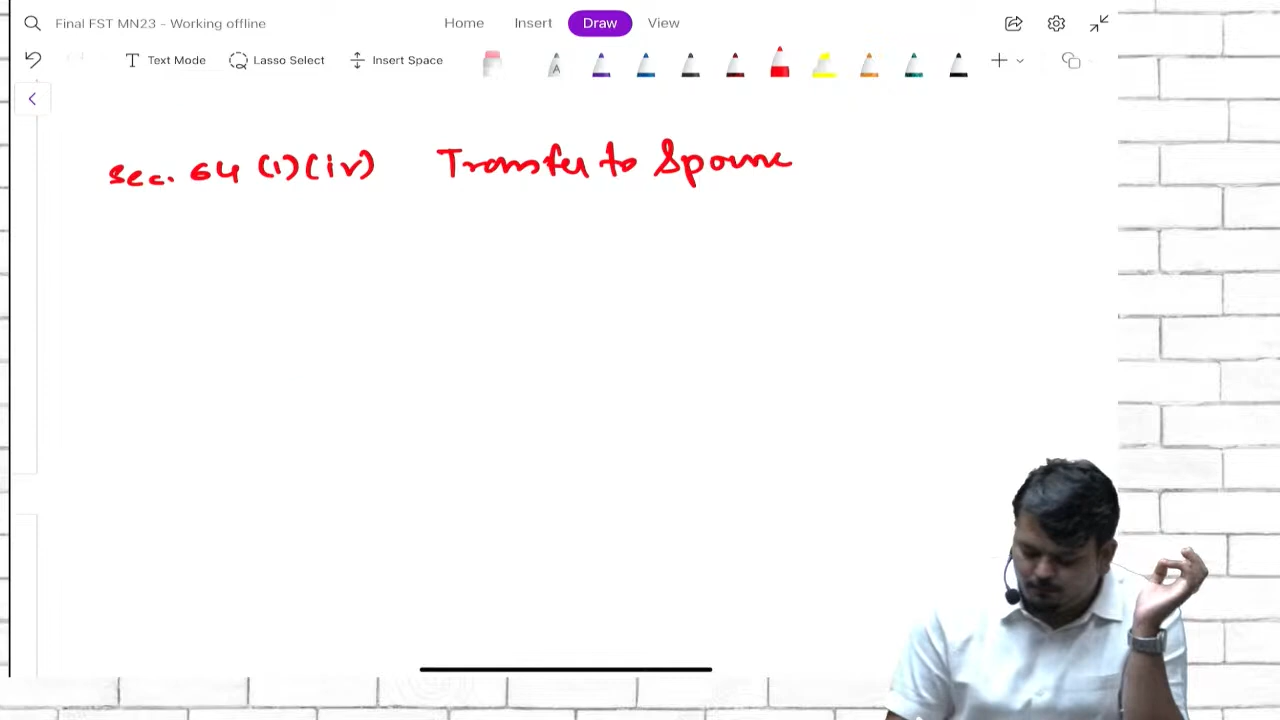 Final FST MN23 - Working offline
Home Insert Draw View
Text Mode Lasso Select Insert Space
A
Sec. 64 (1)(iv) Transfer to Spouse